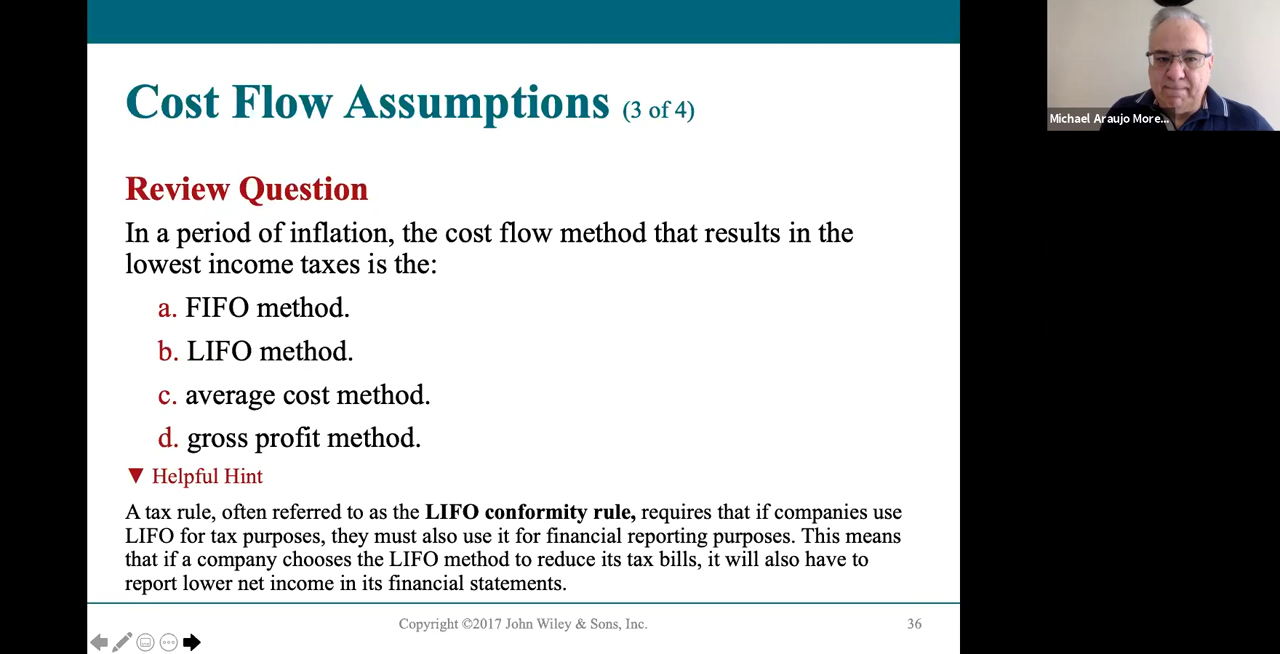 Cost Flow Assumptions (3 of 4)
Michael Araujo More...
Review Question
In a period of inflation, the cost flow method that results in the
lowest income taxes is the:
a. FIFO method.
b. LIFO method.
c. average cost method.
d. gross profit method.
▼ Helpful Hint
A tax rule, often referred to as the LIFO conformity rule, requires that if companies use
LIFO for tax purposes, they must also use it for financial reporting purposes. This means
that if a company chooses the LIFO method to reduce its tax bills, it will also have to
report lower net income in its financial statements.
Copyright ©2017 John Wiley & Sons, Inc.
36